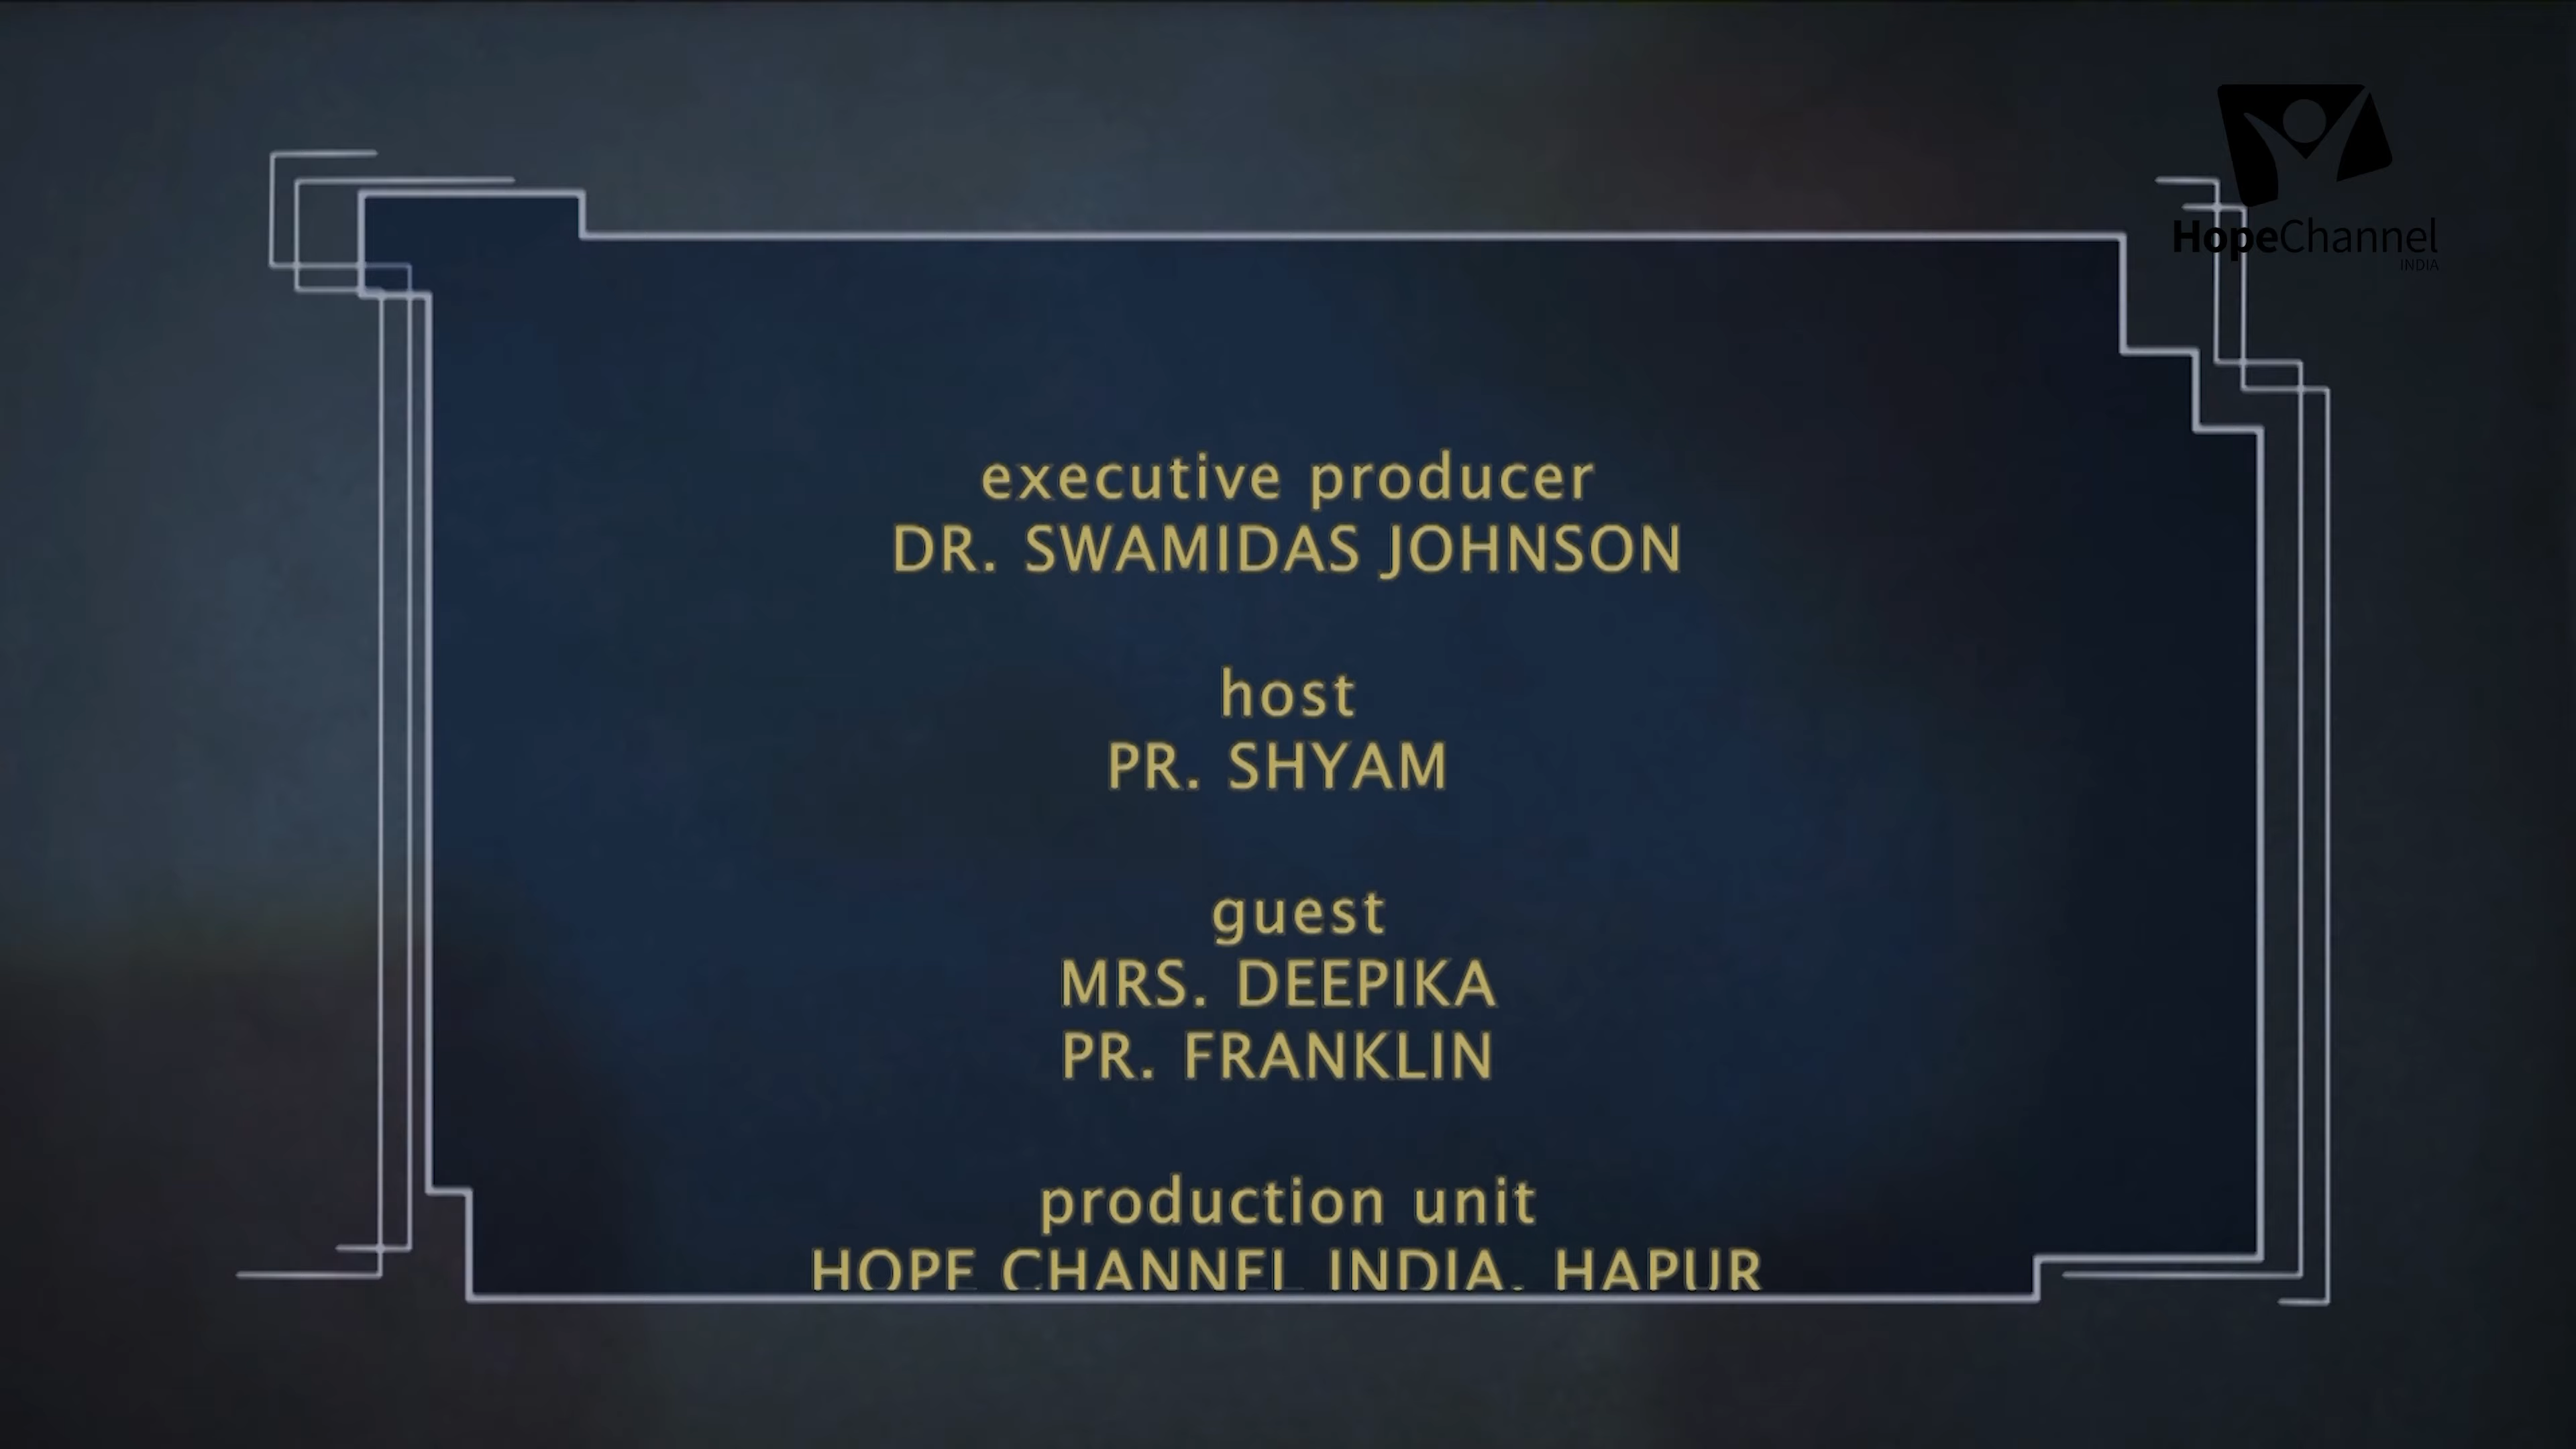 HopeChannel
INDIA
executive producer
DR. SWAMIDAS JOHNSON
host
PR. SHYAM
guest
MRS. DEEPIKA
PR. FRANKLIN
production unit
HOPE CHANNEL INDIA, HAPUR